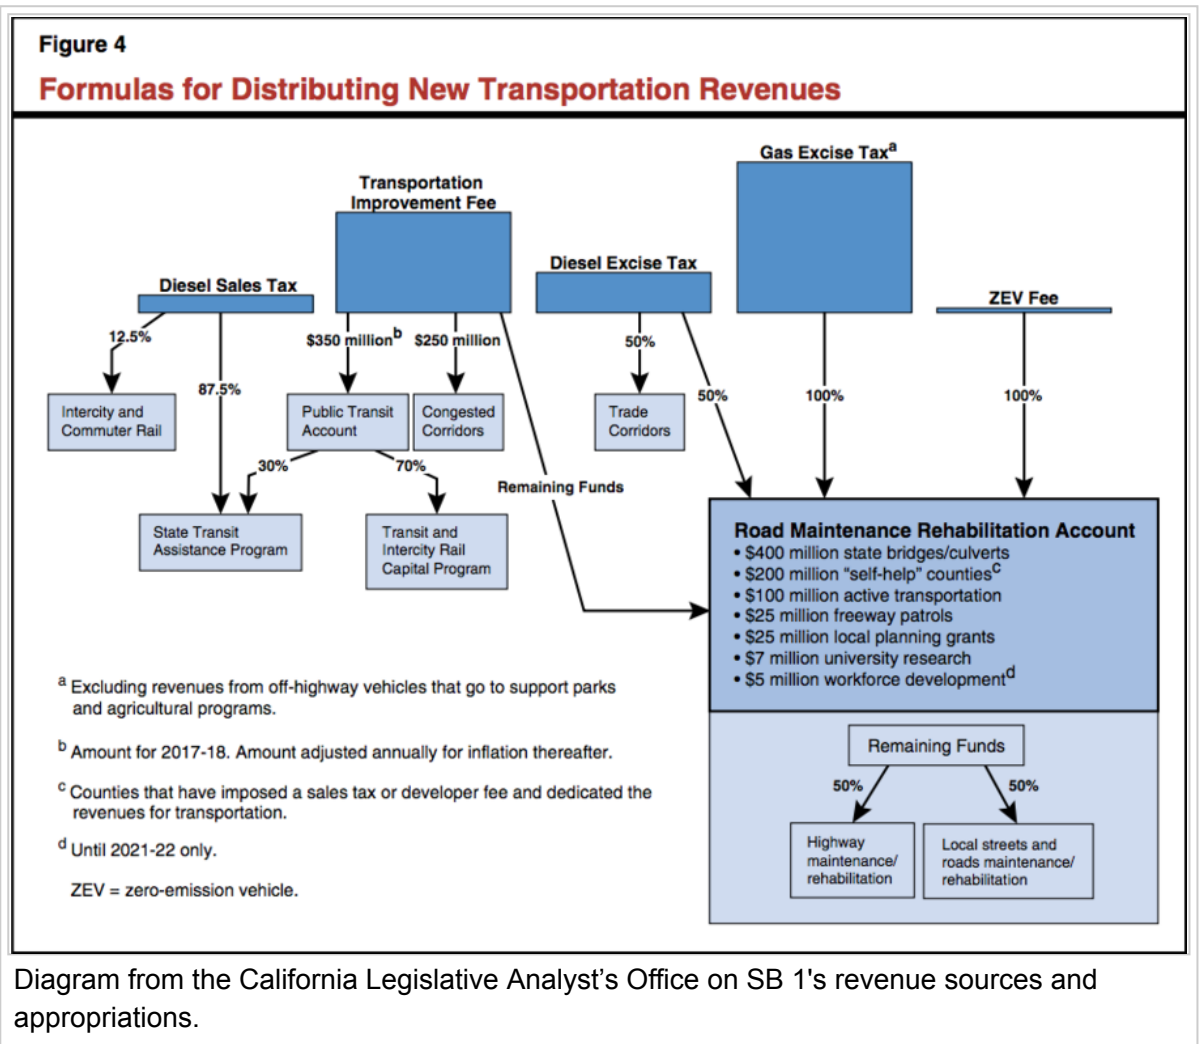 Figure 4
Formulas for Distributing New Transportation Revenues
Gas Excise Taxa
Transportation
Improvement Fee
Diesel Excise Tax
Diesel Sales Tax
ZEV Fee
12.5%
87.5%
$350 millionb
$250 million
50%
50%
100%
100%
Intercity and
Commuter Rail
Public Transit
Account
Congested
Corridors
Trade
Corridors
30%
70%
Remaining Funds
State Transit
Assistance Program
Transit and
Intercity Rail
Capital Program
Road Maintenance Rehabilitation Account
• $400 million state bridges/culverts
• $200 million “self-help” countiesc
• $100 million active transportation
• $25 million freeway patrols
• $25 million local planning grants
• $7 million university research
• $5 million workforce developmentd
Remaining Funds
50%
50%
Highway
maintenance/
rehabilitation
Local streets and
roads maintenance/
rehabilitation
a Excluding revenues from off-highway vehicles that go to support parks
and agricultural programs.
b Amount for 2017-18. Amount adjusted annually for inflation thereafter.
c Counties that have imposed a sales tax or developer fee and dedicated the
revenues for transportation.
d Until 2021-22 only.
ZEV = zero-emission vehicle.
Diagram from the California Legislative Analyst’s Office on SB 1's revenue sources and
appropriations.